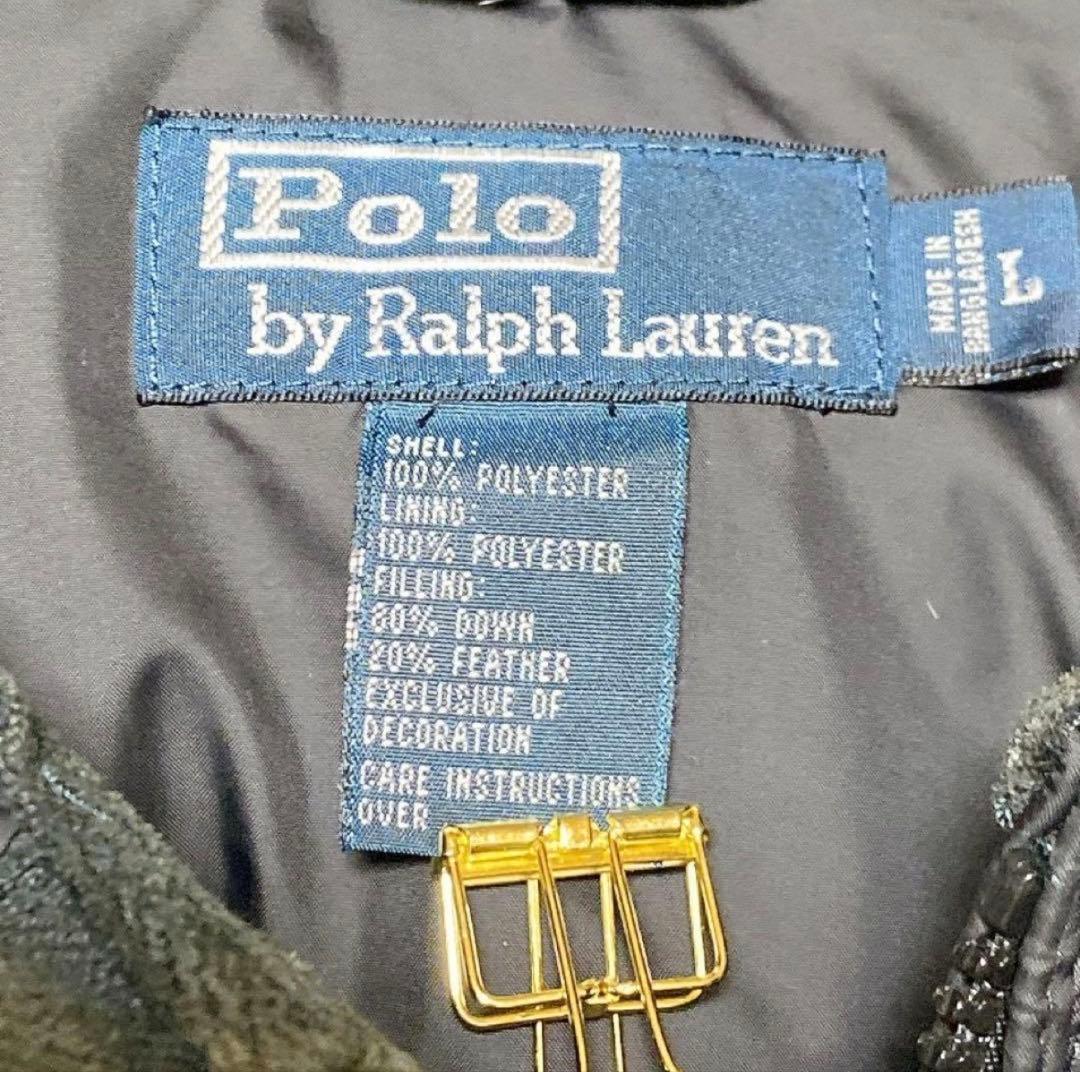 Polo
by Ralph Lauren
MADE IN
BANGLADESH
L
SHELL:
100% POLYESTER
LINING:
100% POLYESTER
FILLING:
80% DOWN
20% FEATHER
EXCLUSIVE OF
DECORATION
CARE INSTRUCTIONS
OVER